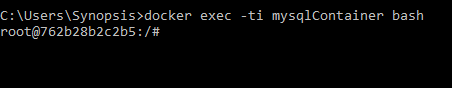 C:\Users\Synopsis>docker exec -ti mysqlContainer bash
root@762b28b2c2b5:/#